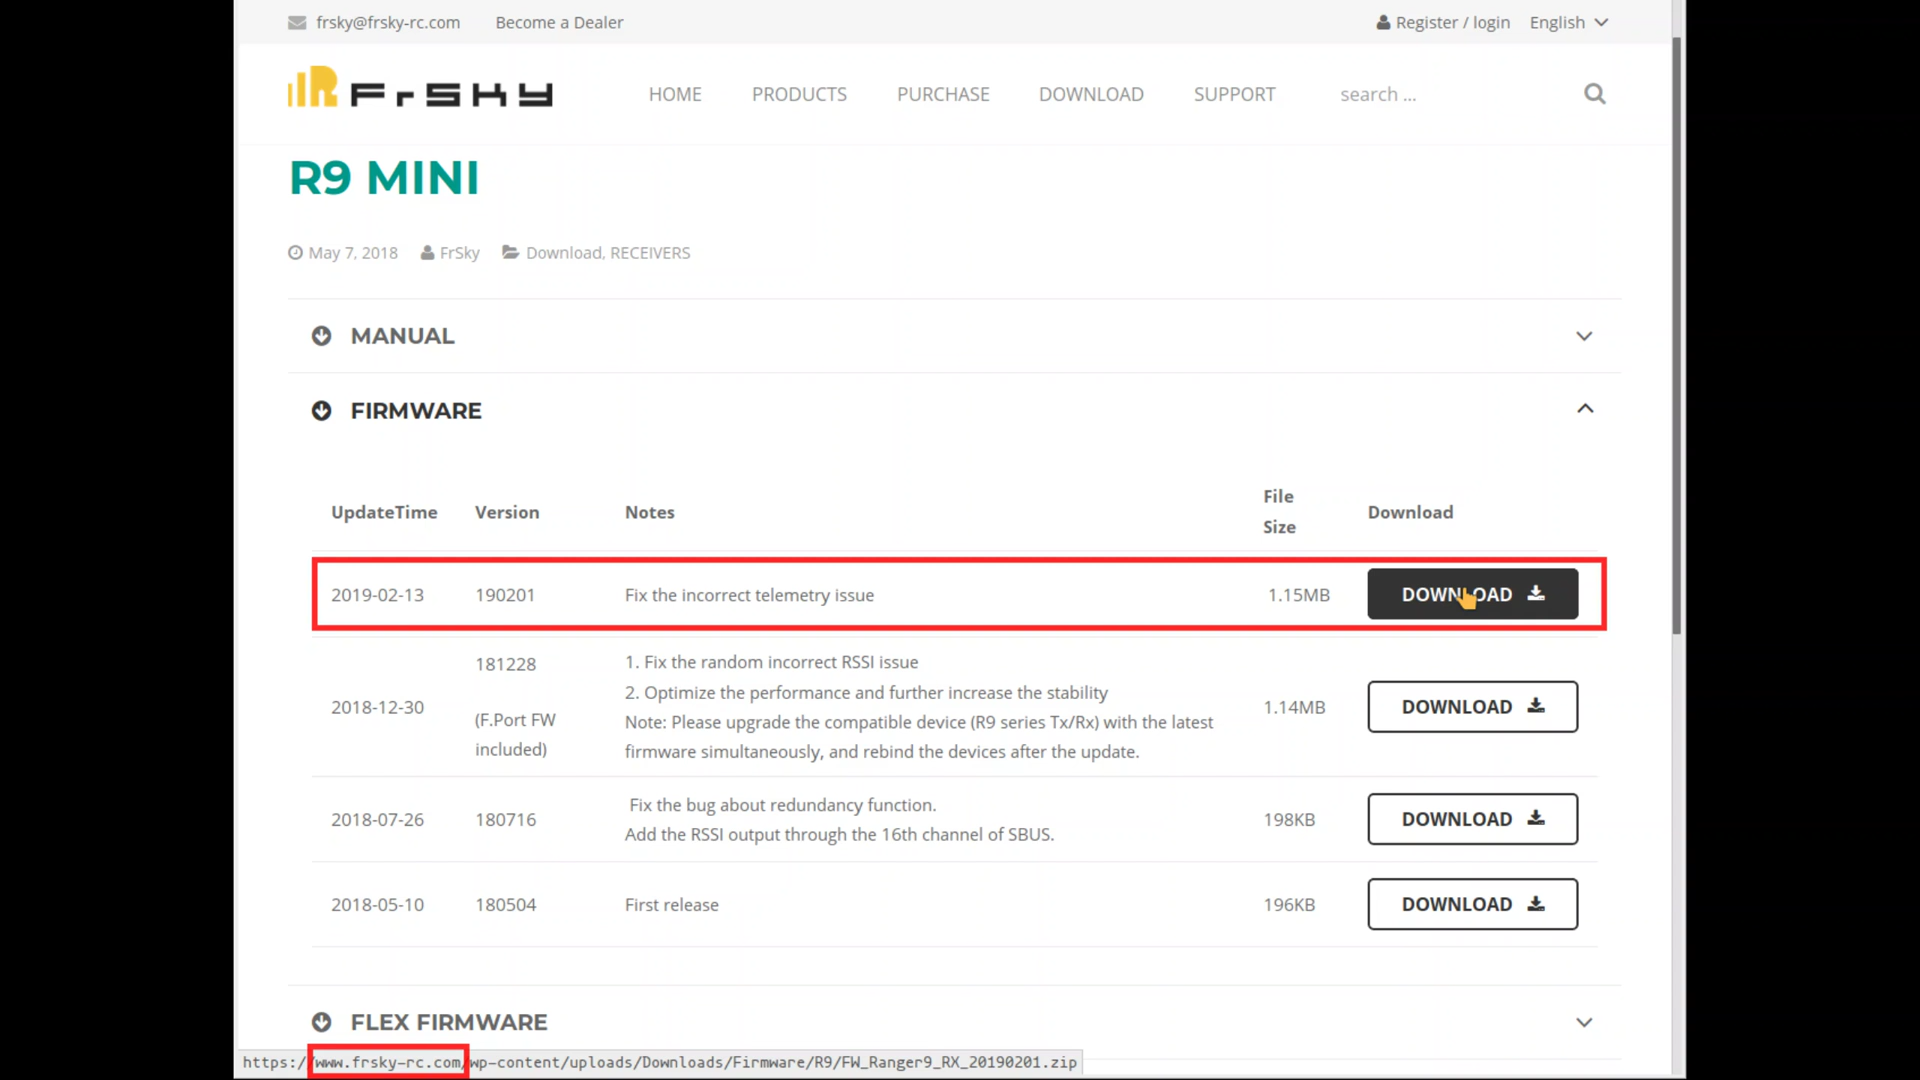 frsky@frsky-rc.com Become a Dealer Register / login English
FrSKY HOME PRODUCTS PURCHASE DOWNLOAD SUPPORT search ...
R9 MINI
May 7, 2018 FrSky Download, RECEIVERS
MANUAL
FIRMWARE
UpdateTime Version Notes File Size Download
2019-02-13 190201 Fix the incorrect telemetry issue 1.15MB DOWNLOAD
2018-12-30
181228
(F.Port FW
included)
1. Fix the random incorrect RSSI issue
2. Optimize the performance and further increase the stability
Note: Please upgrade the compatible device (R9 series Tx/Rx) with the latest
firmware simultaneously, and rebind the devices after the update.
1.14MB DOWNLOAD
2018-07-26 180716
Fix the bug about redundancy function.
Add the RSSI output through the 16th channel of SBUS.
198KB DOWNLOAD
2018-05-10 180504 First release 196KB DOWNLOAD
FLEX FIRMWARE
https://www.frsky-rc.com/wp-content/uploads/Downloads/Firmware/R9/FW_Ranger9_RX_20190201.zip